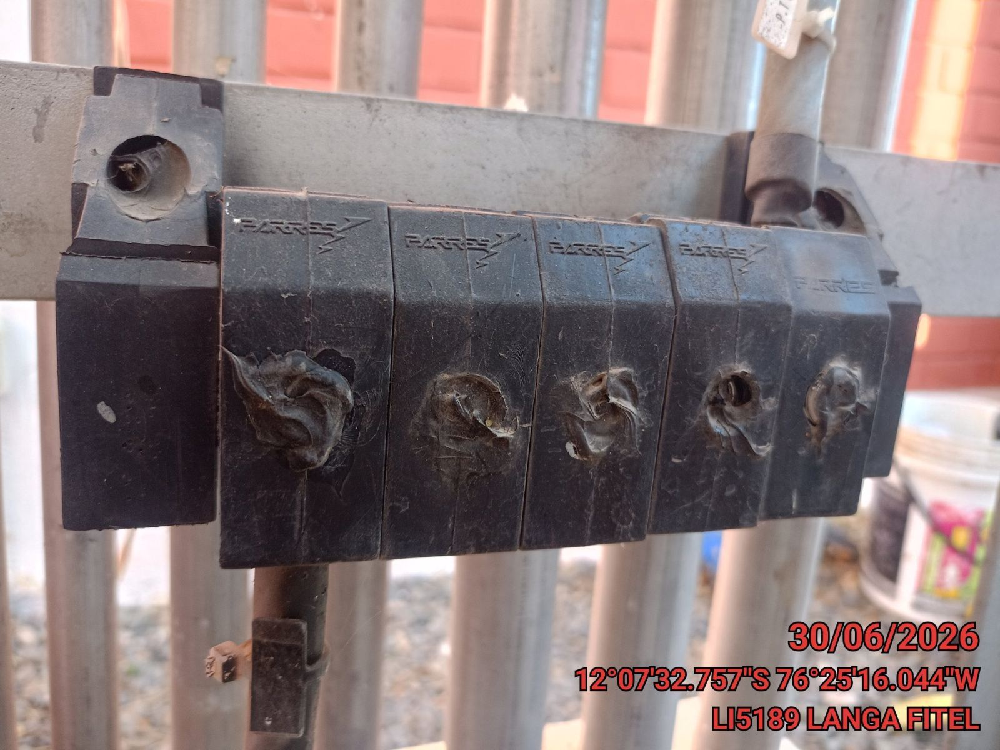 P.T
PARRES
PARRES
PARRES
PARRES
PARRES
30/06/2026
12°07'32.757"S 76°25'16.044"W
LI5189 LANGA FITEL